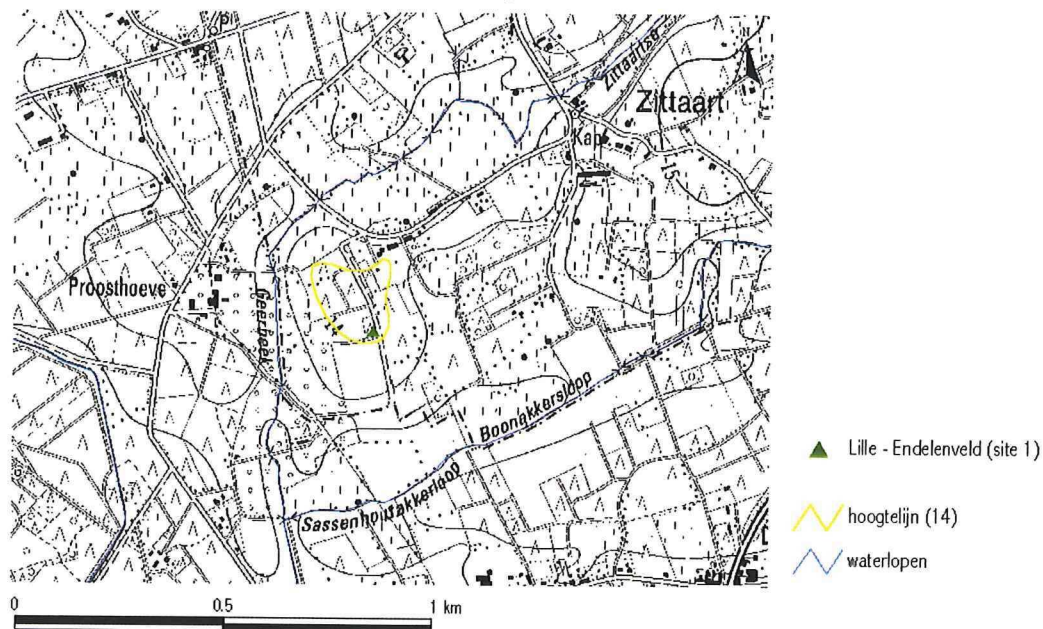 P
Zittaartse
Zittaart
Kap
15
Proosthoeve
Geerbeek
Boonakkersloop
Sassenhoutakkerloop
Lille - Endelenveld (site 1)
hoogtelijn (14)
waterlopen
0 0.5 1 km